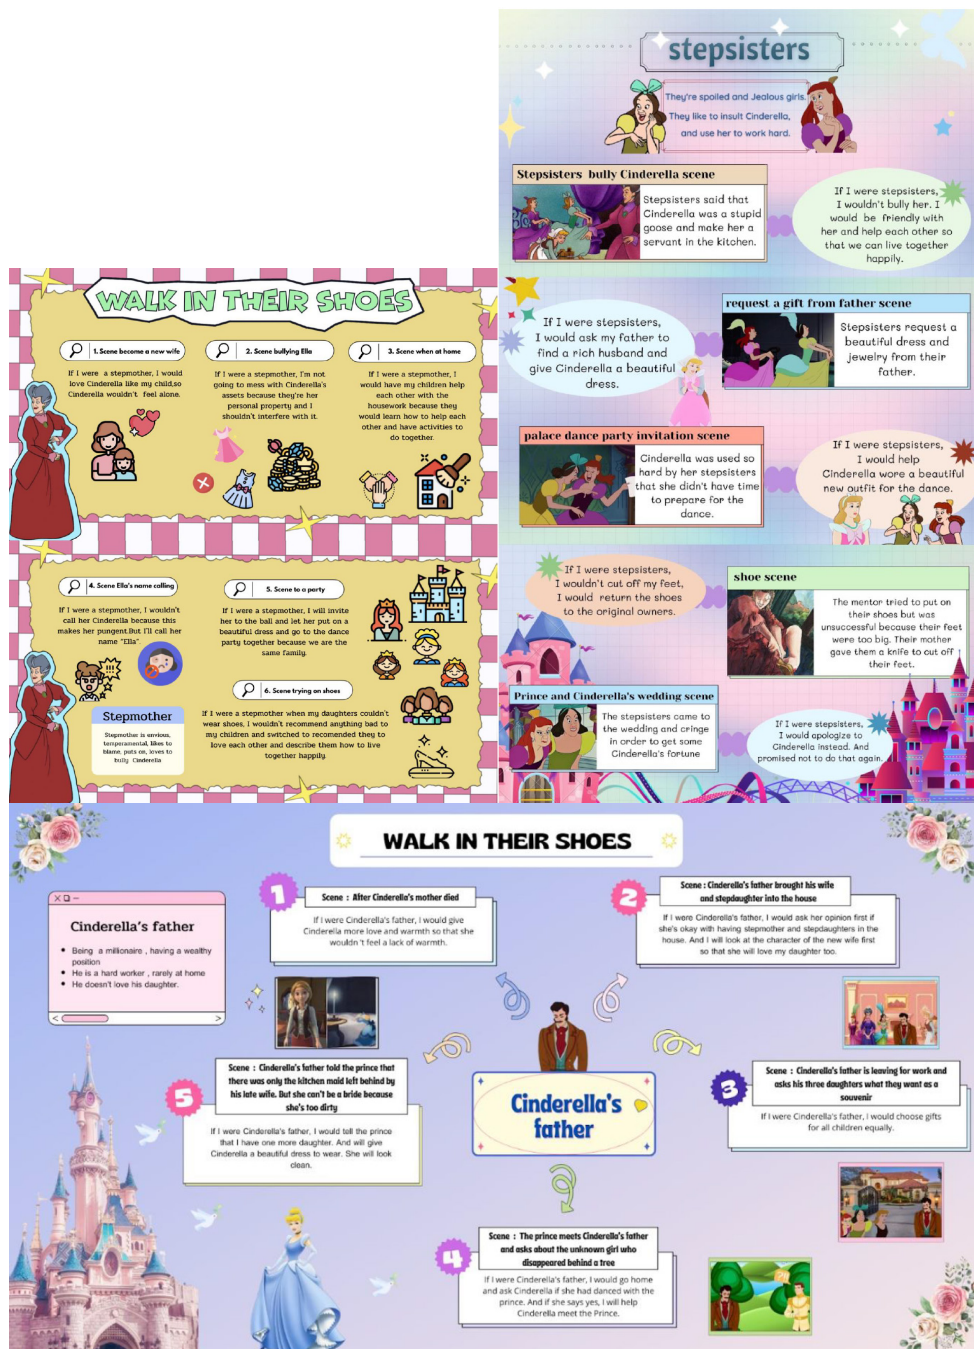 stepsisters
They're spoiled and Jealous girls.
They like to insult Cinderella,
and use her to work hard.
Stepsisters bully Cinderella scene
Stepsisters said that
Cinderella was a stupid
goose and make her a
servant in the kitchen.
If I were stepsisters,
I wouldn't bully her. I
would be friendly with
her and help each other so
that we can live together
happily.
If I were stepsisters,
I would ask my father to
find a rich husband and
give Cinderella a beautiful
dress.
request a gift from father scene
Stepsisters request a
beautiful dress and
jewelry from their
father.
palace dance party invitation scene
Cinderella was used so
hard by her stepsisters
that she didn't have time
to prepare for the
dance.
If I were stepsisters,
I would help
Cinderella wore a beautiful
new outfit for the dance.
If I were stepsisters,
I wouldn't cut off my feet,
I would return the shoes
to the original owners.
shoe scene
The mentor tried to put on
their shoes but was
unsuccessful because their feet
were too big. Their mother
gave them a knife to cut off
their feet.
Prince and Cinderella's wedding scene
The stepsisters came to
the wedding and cringe
in order to get some
Cinderella's fortune
If I were stepsisters,
I would apologize to
Cinderella instead. And
promised not to do that again.
WALK IN THEIR SHOES
1. Scene become a new wife
If I were a stepmother, I would
love Cinderella like my child,so
Cinderella wouldn't feel alone.
2. Scene bullying Ella
If I were a stepmother, I'm not
going to mess with Cinderella's
assets because they're her
personal property and I
shouldn't interfere with it.
3. Scene when at home
If I were a stepmother, I
would have my children help
each other with the
housework because they
would learn how to help each
other and have activities to
do together.
4. Scene Ella's name calling
If I were a stepmother, I wouldn't
call her Cinderella because this
makes her pungent.But I'll call her
name "Ella"
5. Scene to a party
If I were a stepmother, I will invite
her to the ball and let her put on a
beautiful dress and go to the dance
party together because we are the
same family.
6. Scene trying on shoes
If I were a stepmother when my daughters couldn't
wear shoes, I wouldn't recommend anything bad to
my children and switched to recomended they to
love each other and describe them how to live
together happily
Stepmother
Stepmother is envious,
temperamental, likes to
blame, puts on, loves to
bully Cinderella
WALK IN THEIR SHOES
Cinderella's father
• Being a millionaire , having a wealthy
position
• He is a hard worker , rarely at home
• He doesn't love his daughter.
1
Scene : After Cinderella's mother died
If I were Cinderella's father, I would give
Cinderella more love and warmth so that she
wouldn 't feel a lack of warmth.
2
Scene : Cinderella's father brought his wife
and stepdaughter into the house
If I were Cinderella's father, I would ask her opinion first if
she's okay with having stepmother and stepdaughters in the
house. And I will look at the character of the new wife first
so that she will love my daughter too.
3
Scene : Cinderella's father is leaving for work and
asks his three daughters what they want as a
souvenir
If I were Cinderella's father, I would choose gifts
for all children equally.
Cinderella's
father
5
Scene : Cinderella's father told the prince that
there was only the kitchen maid left behind by
his late wife. But she can't be a bride because
she's too dirty
If I were Cinderella's father, I would tell the prince
that I have one more daughter. And will give
Cinderella a beautiful dress to wear. She will look
clean.
4
Scene : The prince meets Cinderella's father
and asks about the unknown girl who
disappeared behind a tree
If I were Cinderella's father, I would go home
and ask Cinderella if she had danced with the
prince. And if she says yes, I will help
Cinderella meet the Prince.